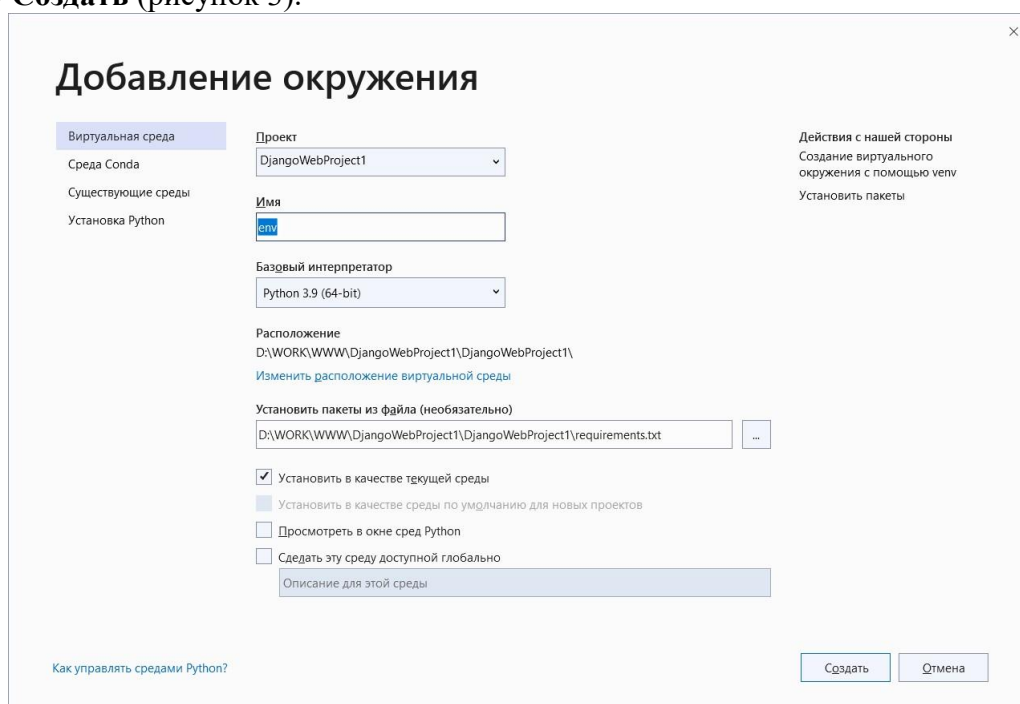 Создать (рисунок 3).
Добавление окружения
Виртуальная среда
Среда Conda
Существующие среды
Установка Python
Проект
DjangoWebProject1
Имя
env
Базовый интерпретатор
Python 3.9 (64-bit)
Расположение
D:\WORK\WWW\DjangoWebProject1\DjangoWebProject1\
Изменить расположение виртуальной среды
Установить пакеты из файла (необязательно)
D:\WORK\WWW\DjangoWebProject1\DjangoWebProject1\requirements.txt
...
Установить в качестве текущей среды
Установить в качестве среды по умолчанию для новых проектов
Просмотреть в окне сред Python
Сделать эту среду доступной глобально
Описание для этой среды
Действия с нашей стороны
Создание виртуального
окружения с помощью venv
Установить пакеты
Как управлять средами Python?
Создать
Отмена